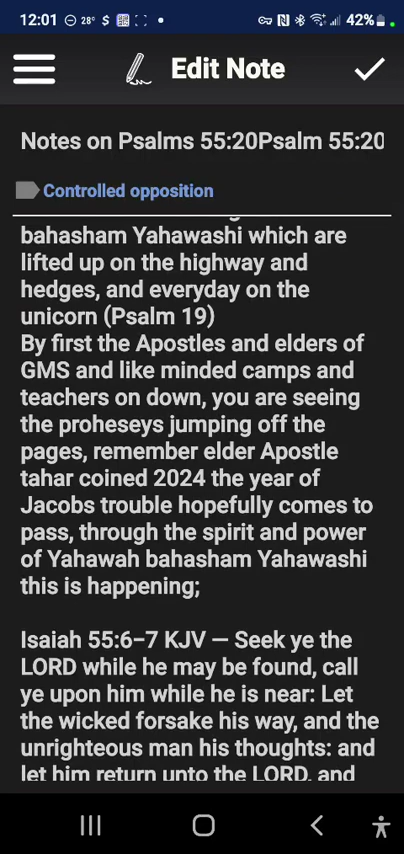 12:01 28° $ 42%
Edit Note
Notes on Psalms 55:20Psalm 55:20
Controlled opposition
bahasham Yahawashi which are
lifted up on the highway and
hedges, and everyday on the
unicorn (Psalm 19)
By first the Apostles and elders of
GMS and like minded camps and
teachers on down, you are seeing
the proheseys jumping off the
pages, remember elder Apostle
tahar coined 2024 the year of
Jacobs trouble hopefully comes to
pass, through the spirit and power
of Yahawah bahasham Yahawashi
this is happening;
Isaiah 55:6–7 KJV — Seek ye the
LORD while he may be found, call
ye upon him while he is near: Let
the wicked forsake his way, and the
unrighteous man his thoughts: and
let him return unto the LORD, and